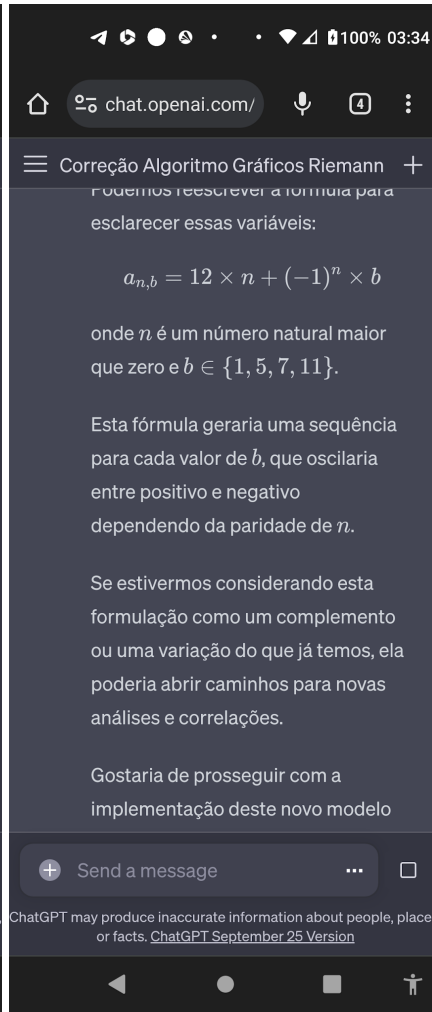 100% 03:34
chat.openai.com/
4
Correção Algoritmo Gráficos Riemann
Podemos reescrever a fórmula para
esclarecer essas variáveis:
a_{n,b} = 12 × n + (−1)^n × b
onde n é um número natural maior
que zero e b ∈ {1, 5, 7, 11}.
Esta fórmula geraria uma sequência
para cada valor de b, que oscilaria
entre positivo e negativo
dependendo da paridade de n.
Se estivermos considerando esta
formulação como um complemento
ou uma variação do que já temos, ela
poderia abrir caminhos para novas
análises e correlações.
Gostaria de prosseguir com a
implementação deste novo modelo
Send a message
ChatGPT may produce inaccurate information about people, place
or facts. ChatGPT September 25 Version